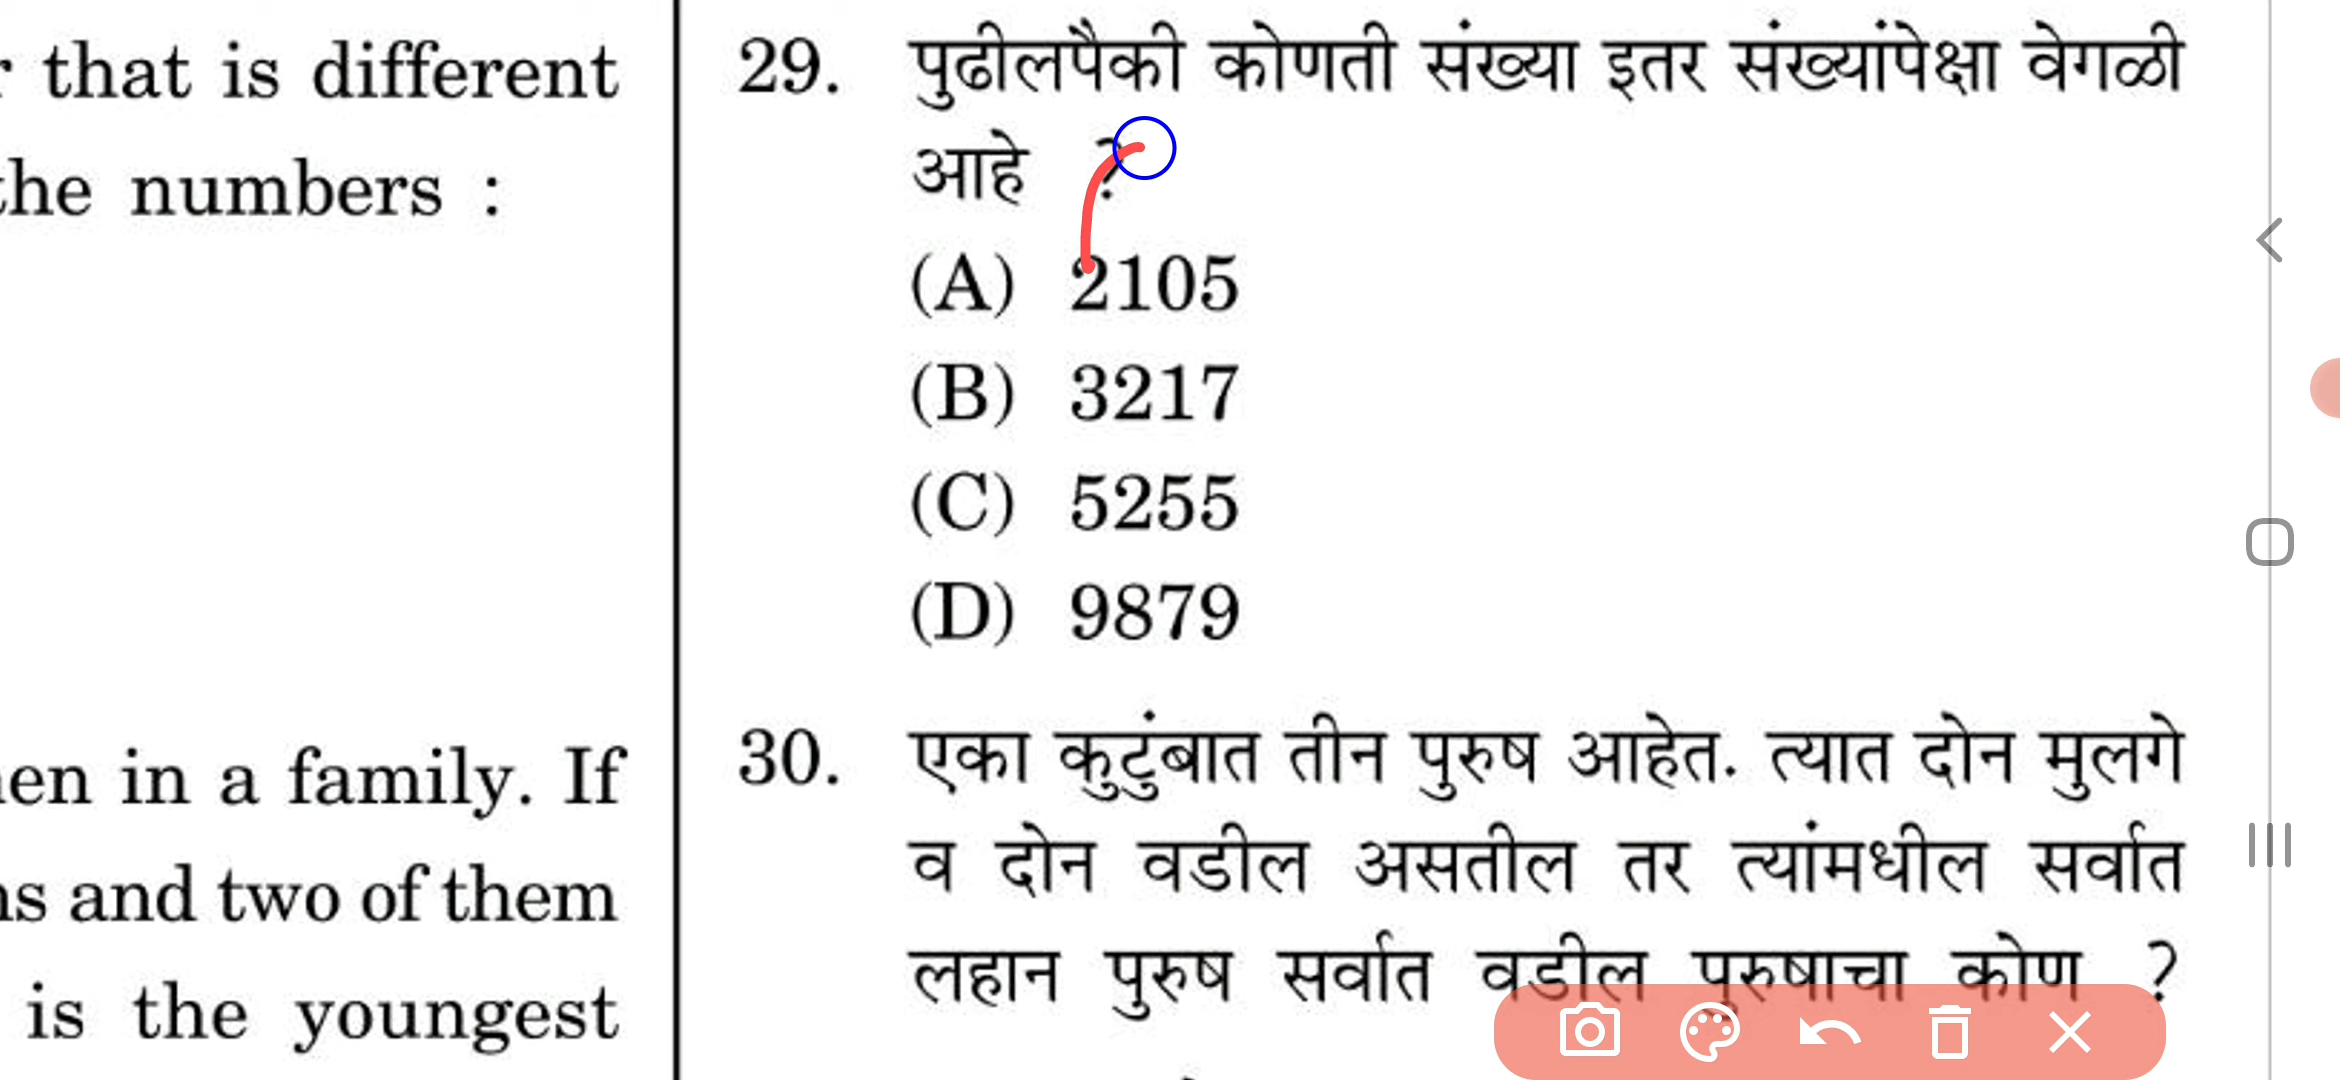 that is different
the numbers :
men in a family. If
and two of them
is the youngest
29. पुढीलपैकी कोणती संख्या इतर संख्यांपेक्षा वेगळी
आहे ?
(A) 2105
(B) 3217
(C) 5255
(D) 9879
30. एका कुटुंबात तीन पुरुष आहेत. त्यात दोन मुलगे
व दोन वडील असतील तर त्यांमधील सर्वात
लहान पुरुष सर्वात वडील पुरुषाचा कोण ?